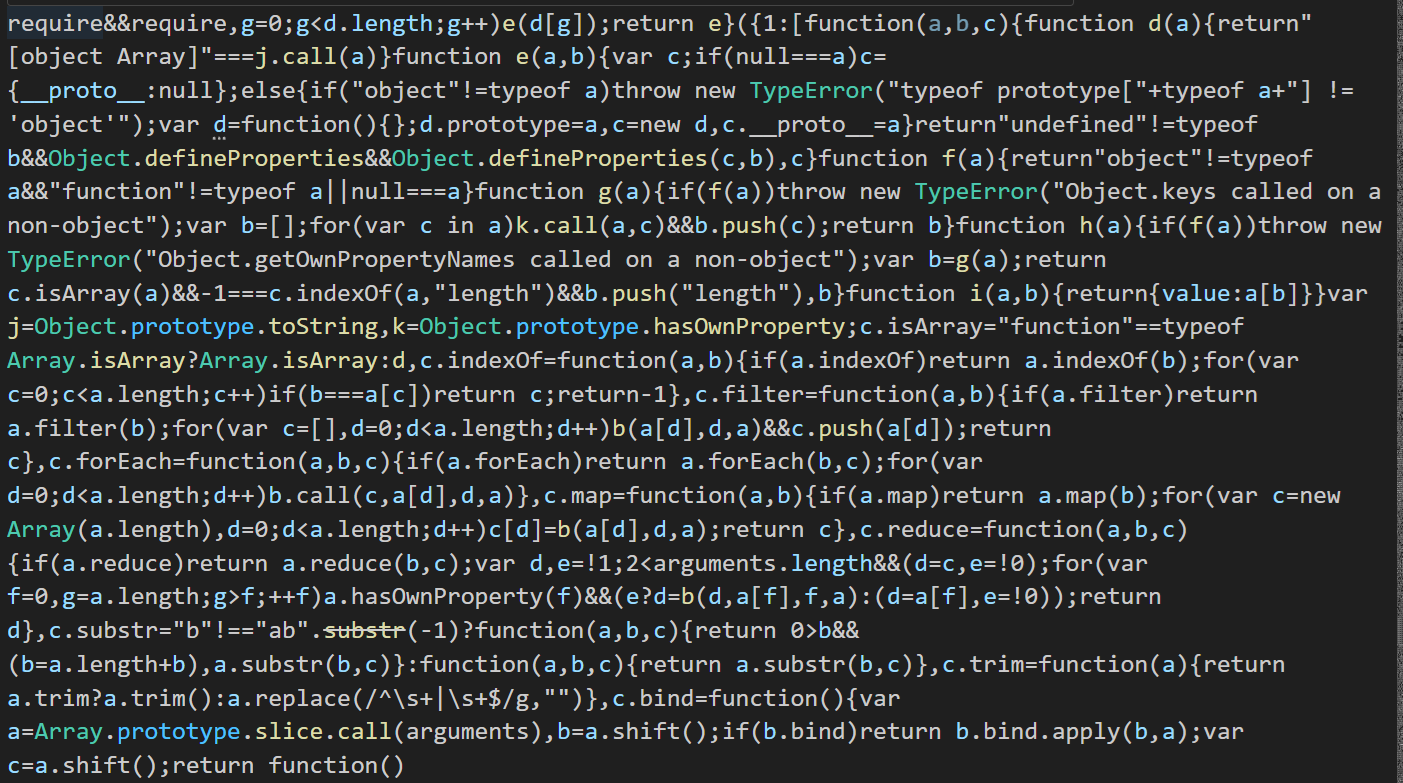 require&&require,g=0;g<d.length;g++)e(d[g]);return e}({1:[function(a,b,c){function d(a){return"
[object Array]"===j.call(a)}function e(a,b){var c;if(null===a)c=
{__proto__:null};else{if("object"!=typeof a)throw new TypeError("typeof prototype["+typeof a+"] !=
'object'");var d=function(){};d.prototype=a,c=new d,c.__proto__=a}return"undefined"!=typeof
b&&Object.defineProperties&&Object.defineProperties(c,b),c}function f(a){return"object"!=typeof
a&&"function"!=typeof a||null===a}function g(a){if(f(a))throw new TypeError("Object.keys called on a
non-object");var b=[];for(var c in a)k.call(a,c)&&b.push(c);return b}function h(a){if(f(a))throw new
TypeError("Object.getOwnPropertyNames called on a non-object");var b=g(a);return
c.isArray(a)&&-1===c.indexOf(a,"length")&&b.push("length"),b}function i(a,b){return{value:a[b]}}var
j=Object.prototype.toString,k=Object.prototype.hasOwnProperty;c.isArray="function"==typeof
Array.isArray?Array.isArray:d,c.indexOf=function(a,b){if(a.indexOf)return a.indexOf(b);for(var
c=0;c<a.length;c++)if(b===a[c])return c;return-1},c.filter=function(a,b){if(a.filter)return
a.filter(b);for(var c=[],d=0;d<a.length;d++)b(a[d],d,a)&&c.push(a[d]);return
c},c.forEach=function(a,b,c){if(a.forEach)return a.forEach(b,c);for(var
d=0;d<a.length;d++)b.call(c,a[d],d,a)},c.map=function(a,b){if(a.map)return a.map(b);for(var c=new
Array(a.length),d=0;d<a.length;d++)c[d]=b(a[d],d,a);return c},c.reduce=function(a,b,c)
{if(a.reduce)return a.reduce(b,c);var d,e=!1;2<arguments.length&&(d=c,e=!0);for(var
f=0,g=a.length;g>f;++f)a.hasOwnProperty(f)&&(e?d=b(d,a[f],f,a):(d=a[f],e=!0));return
d},c.substr="b"!=="ab".substr(-1)?function(a,b,c){return 0>b&&
(b=a.length+b),a.substr(b,c)}:function(a,b,c){return a.substr(b,c)},c.trim=function(a){return
a.trim?a.trim():a.replace(/^\s+|\s+$/g,"")},c.bind=function(){var
a=Array.prototype.slice.call(arguments),b=a.shift();if(b.bind)return b.bind.apply(b,a);var
c=a.shift();return function()